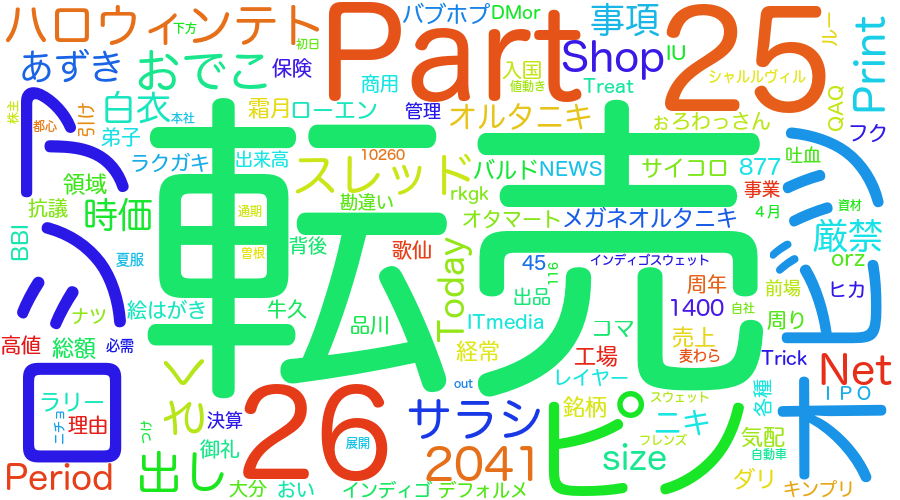 ハロウィンテト
下方
初日
Part
バブホプ
DMor
事項
25
ルー
Print
あずき
おでこ
保険
商用
Shop
IU
入国
値動き
Treat
シャルルヴィル
QAQ
株主
都心
引け
白衣
本社
霜月
ローエン
管理
オルタニキ
ぉろわっさん
フク
弟子
ラクガキ
出来高
10260
スレッド
バルド
NEWS
サイコロ
877
吐血
領域
転売
rkgk
事業
抗議
時価
通期
勘違い
オタマート
メガネオルタニキ
4月
資材
厳禁
BBI
夏服
曽根
背後
歌仙
Today
45
116
インディゴスウェット
orz
絵はがき
牛久
出品
周年
前場
ヒカ
ナツ
品川
ITmedia
コマ
1400
自社
周り
高値
総額
必需
くれ
経常
工場
売上
麦わら
Trick
Net
ラリー
ニチョ
理由
決算
26
サラシ
out
レイヤー
ピン
銘柄
スウェット
ニキ
各種
IPO
Period
出し
つけ
御礼
展開
2041
size
フレンズ
気配
自動車
大分
おい
インディゴ
デフォルメ
ダリ
キンプリ